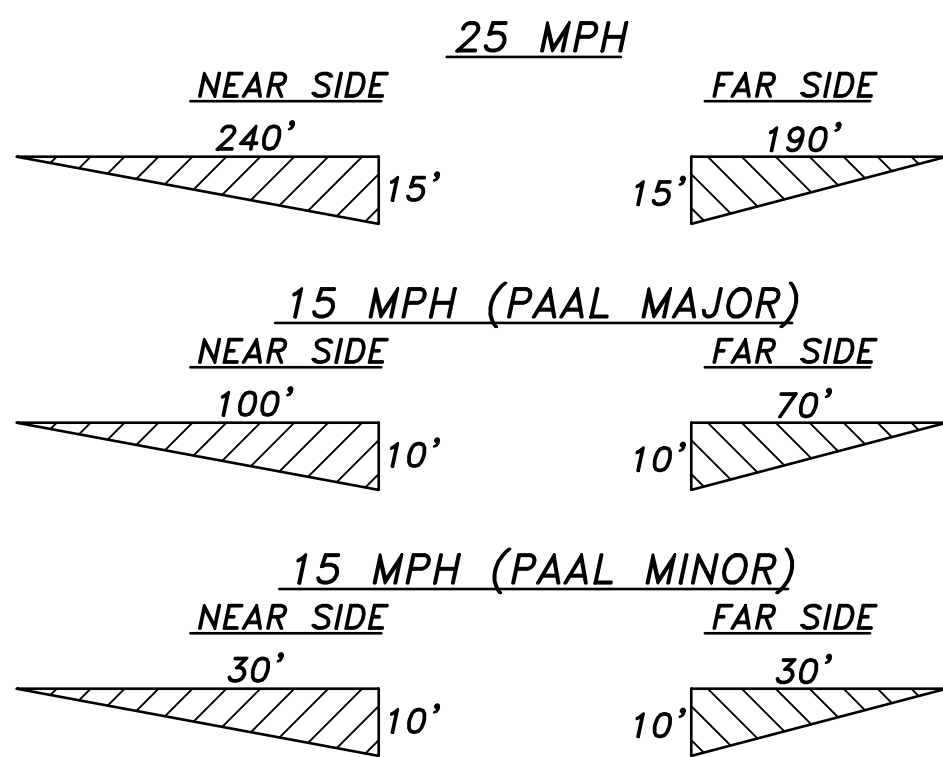 25 MPH
NEAR SIDE FAR SIDE
240' 190'
15' 15'
15 MPH (PAAL MAJOR)
NEAR SIDE FAR SIDE
100' 70'
10' 10'
15 MPH (PAAL MINOR)
NEAR SIDE FAR SIDE
30' 30'
10' 10'